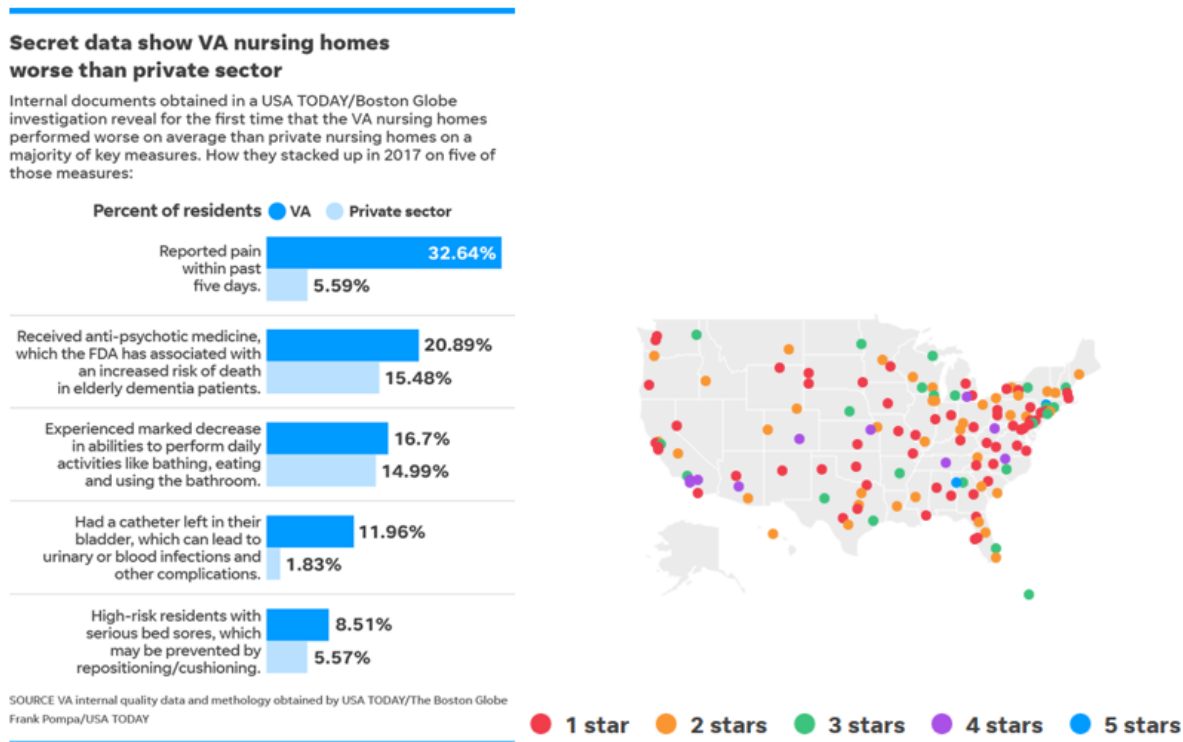 Secret data show VA nursing homes
worse than private sector
Internal documents obtained in a USA TODAY/Boston Globe
investigation reveal for the first time that the VA nursing homes
performed worse on average than private nursing homes on a
majority of key measures. How they stacked up in 2017 on five of
those measures:
Percent of residents VA Private sector
Reported pain
within past
five days.
32.64%
5.59%
Received anti-psychotic medicine,
which the FDA has associated with
an increased risk of death
in elderly dementia patients.
20.89%
15.48%
Experienced marked decrease
in abilities to perform daily
activities like bathing, eating
and using the bathroom.
16.7%
14.99%
Had a catheter left in their
bladder, which can lead to
urinary or blood infections and
other complications.
11.96%
1.83%
High-risk residents with
serious bed sores, which
may be prevented by
repositioning/cushioning.
8.51%
5.57%
SOURCE VA internal quality data and methology obtained by USA TODAY/The Boston Globe
Frank Pompa/USA TODAY
1 star 2 stars 3 stars 4 stars 5 stars